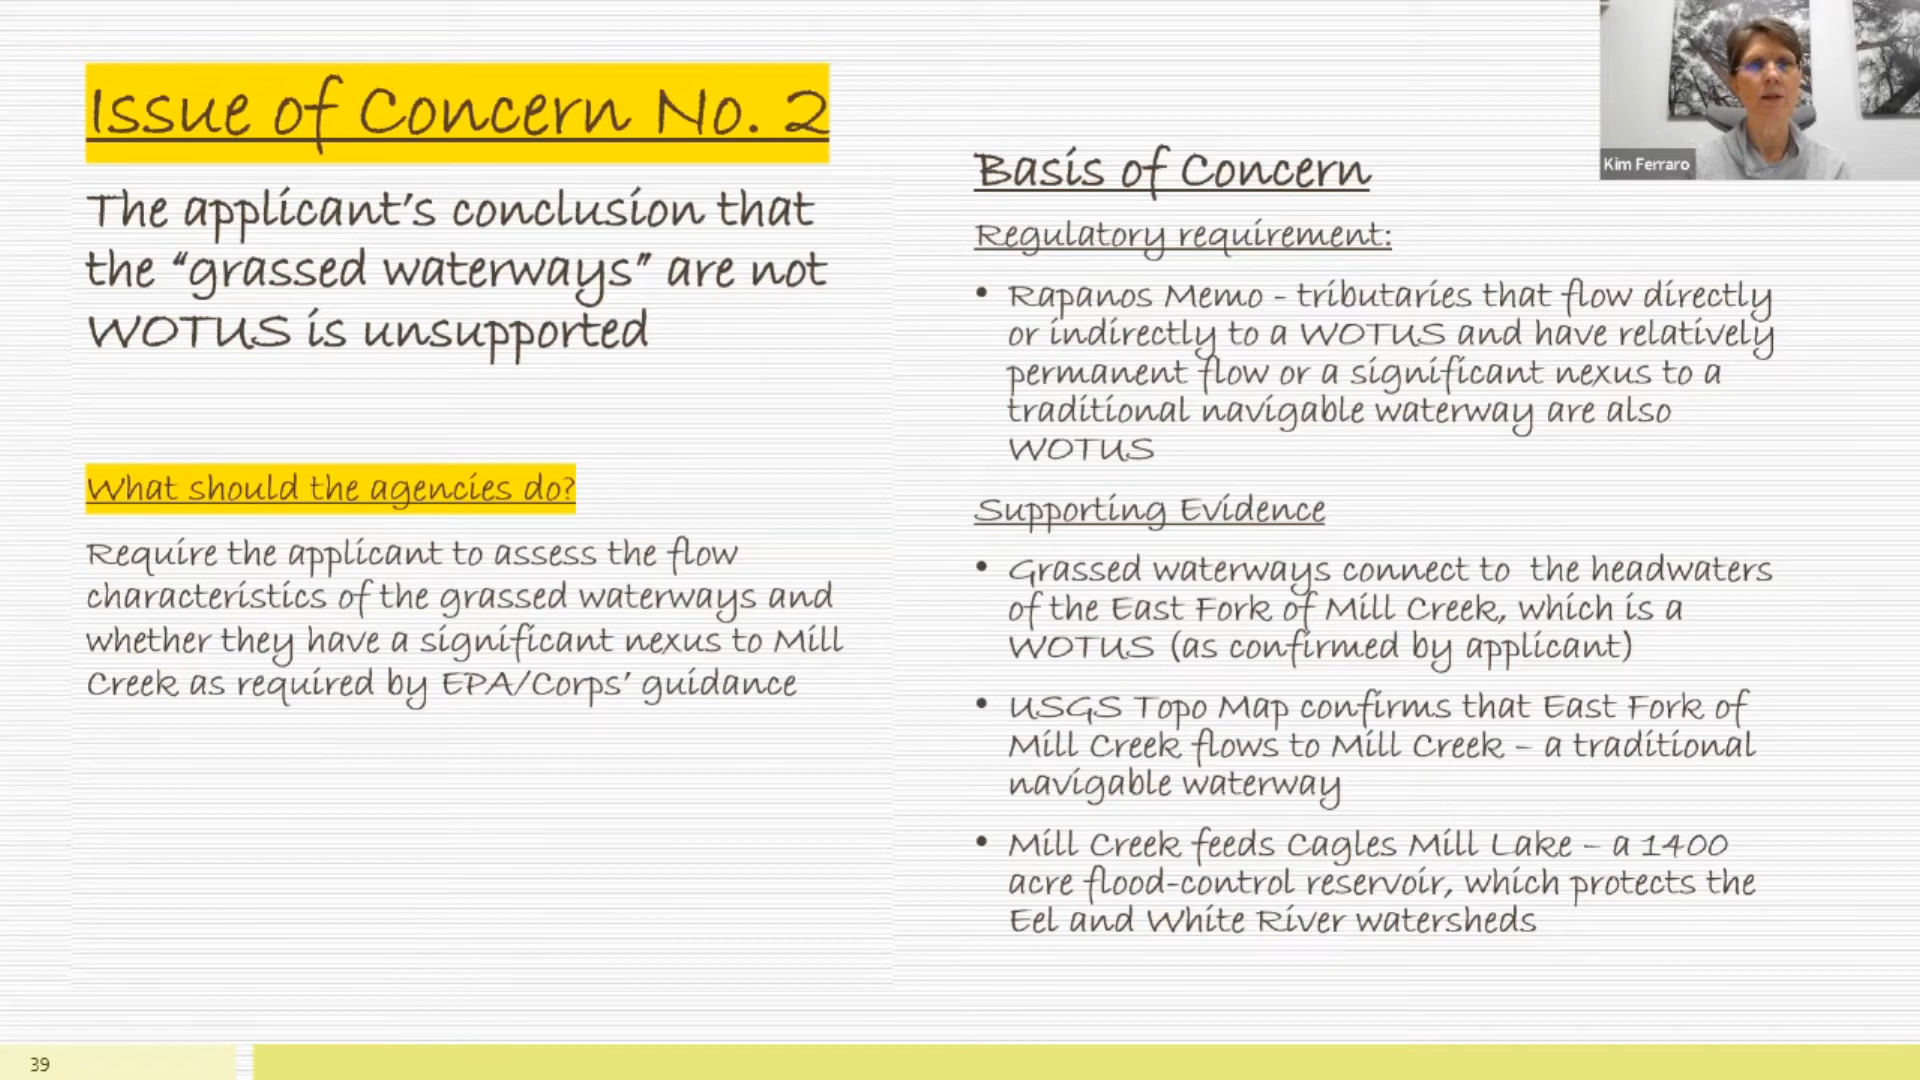 Issue of Concern No. 2
The applicant's conclusion that
the “grassed waterways” are not
WOTUS is unsupported
What should the agencies do?
Require the applicant to assess the flow
characteristics of the grassed waterways and
whether they have a significant nexus to Mill
Creek as required by EPA/Corps' guidance
Basis of Concern
Regulatory requirement:
• Rapanos Memo - tributaries that flow directly
or indirectly to a WOTUS and have relatively
permanent flow or a significant nexus to a
traditional navigable waterway are also
WOTUS
Supporting Evidence
• Grassed waterways connect to the headwaters
of the East Fork of Mill Creek, which is a
WOTUS (as confirmed by applicant)
• USGS Topo Map confirms that East Fork of
Mill Creek flows to Mill Creek – a traditional
navigable waterway
• Mill Creek feeds Cagles Mill Lake – a 1400
acre flood-control reservoir, which protects the
Eel and White River watersheds
Kim Ferraro
39